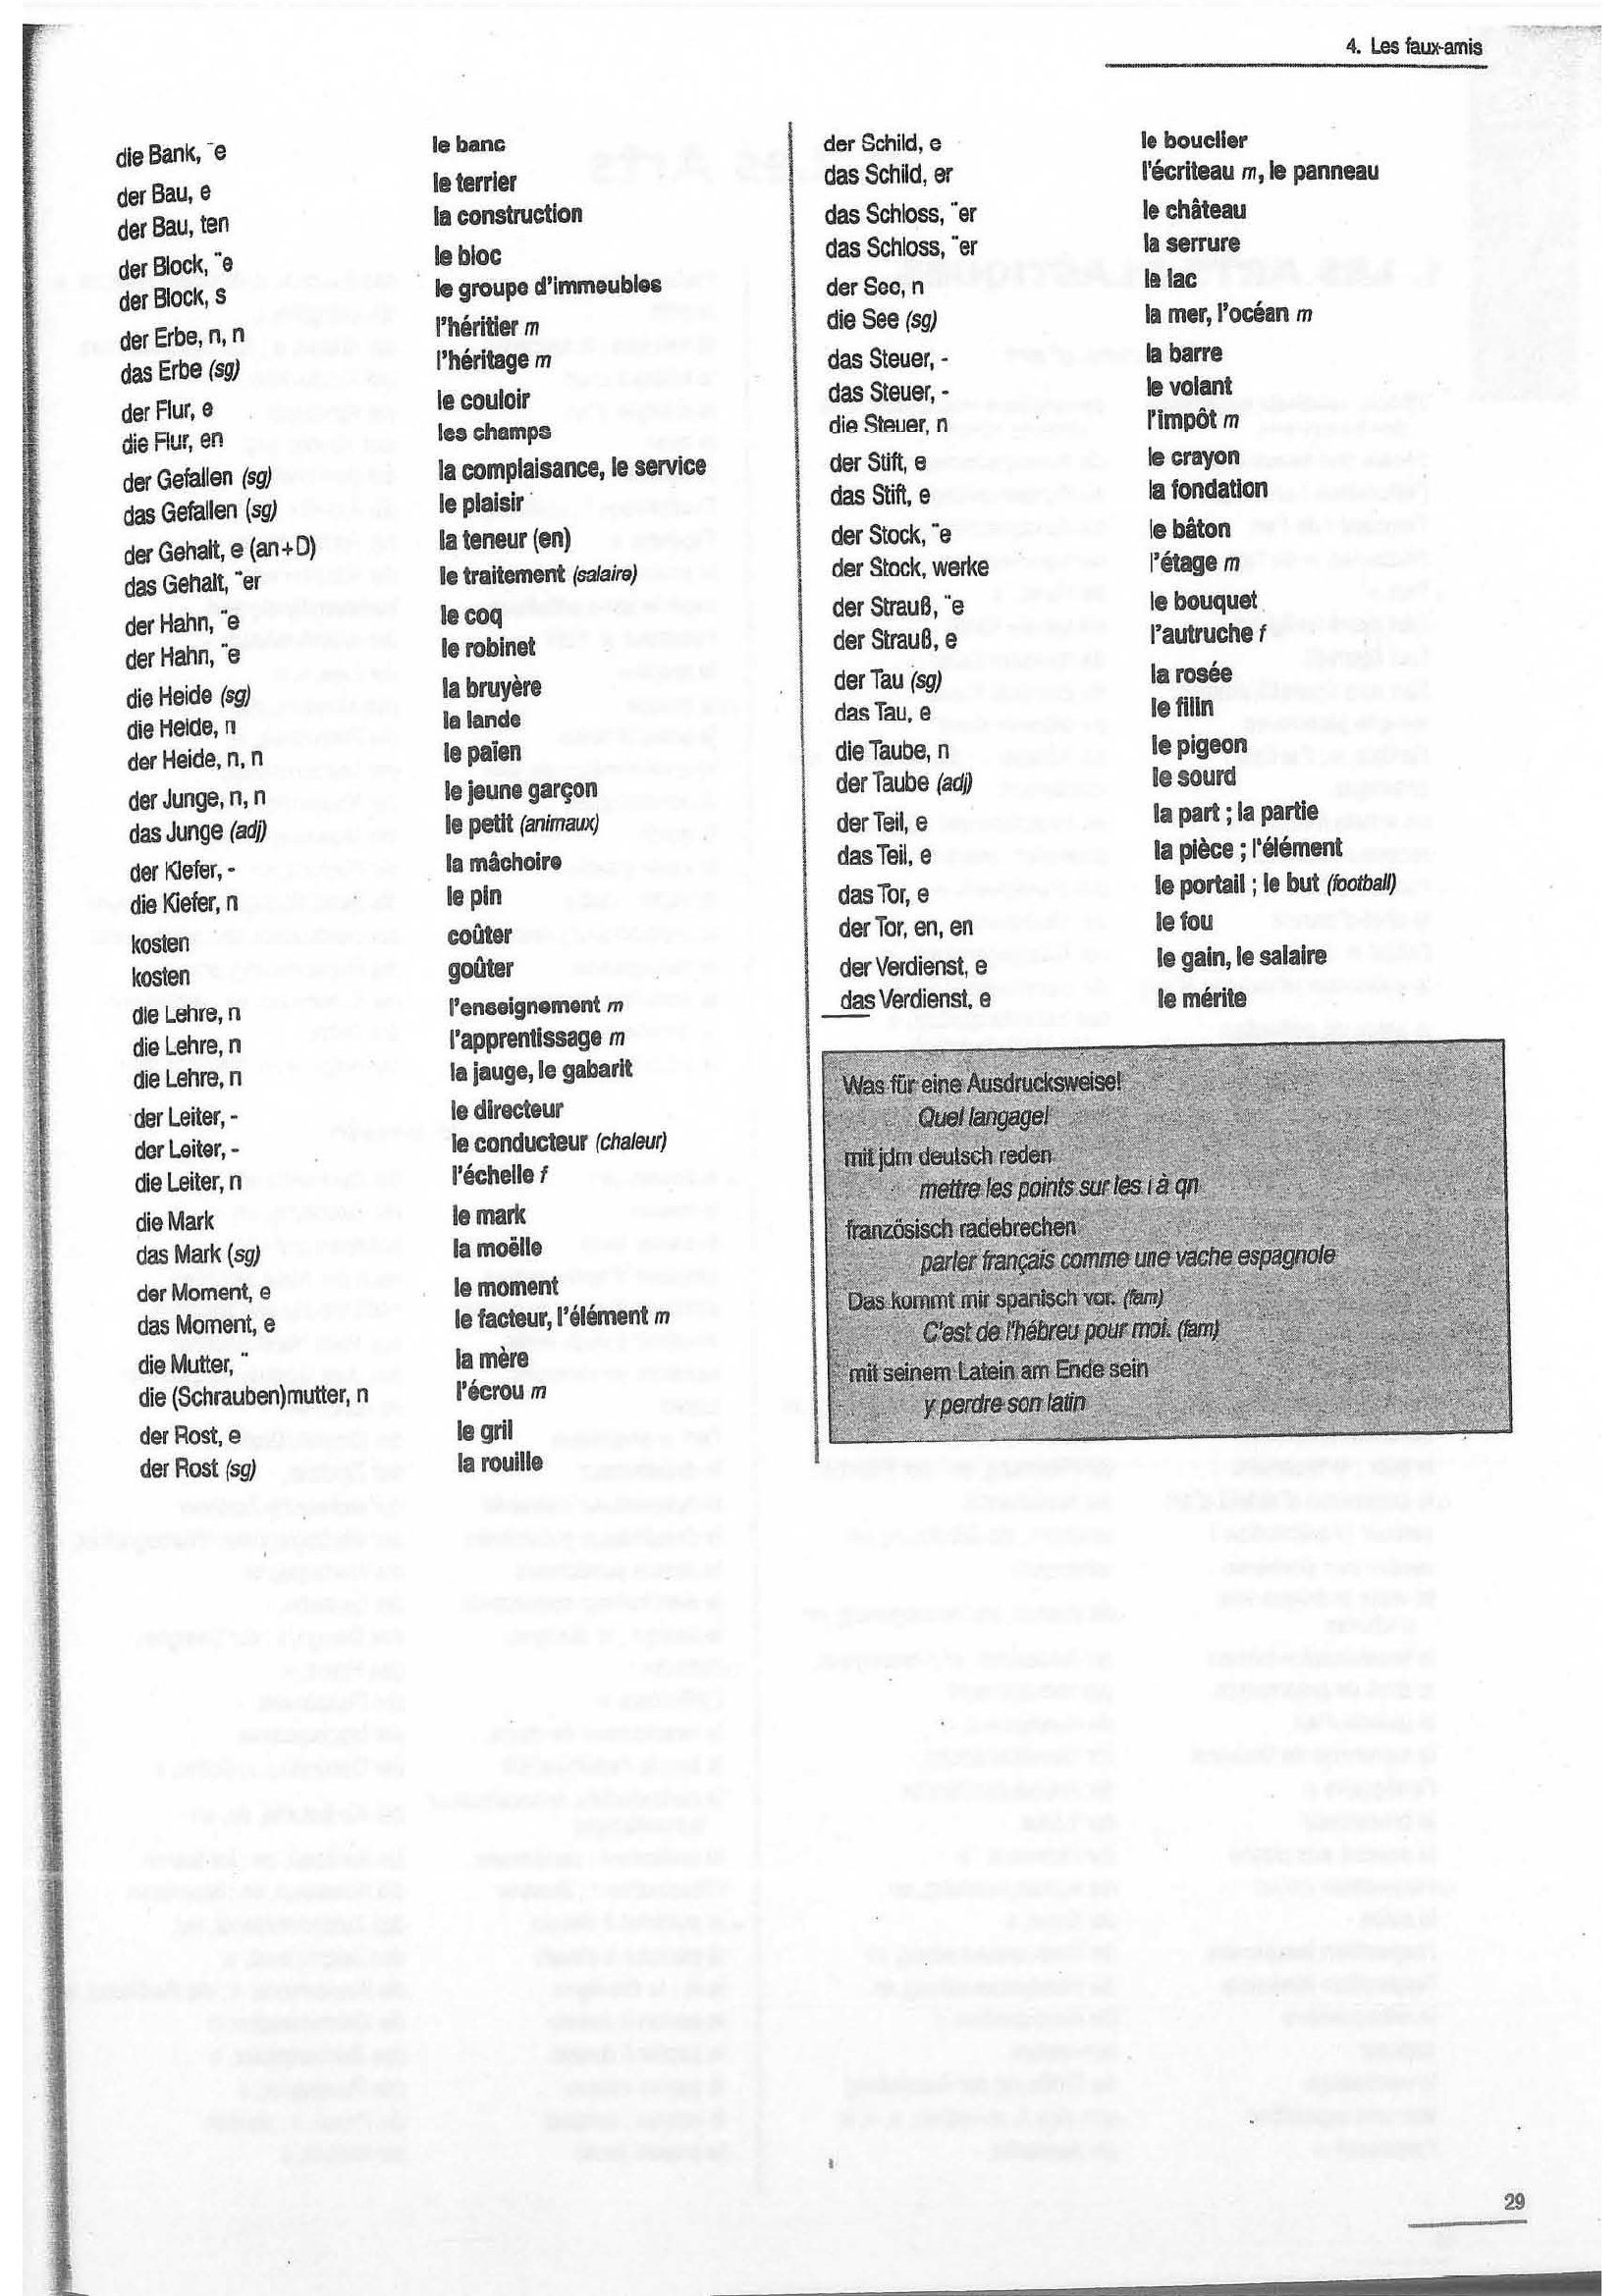 4. Les faux-amis
die Bank, ¨e le banc
der Bau, e le terrier
der Bau, ten la construction
der Block, ¨e le bloc
der Block, s le groupe d'immeubles
der Erbe, n, n l'héritier m
das Erbe (sg) l'héritage m
der Flur, e le couloir
die Flur, en les champs
der Gefallen (sg) la complaisance, le service
das Gefallen (sg) le plaisir
der Gehalt, e (an+D) la teneur (en)
das Gehalt, ¨er le traitement (salaire)
der Hahn, ¨e le coq
der Hahn, ¨e le robinet
die Heide (sg) la bruyère
die Heide, n la lande
der Heide, n, n le païen
der Junge, n, n le jeune garçon
das Junge (adj) le petit (animaux)
der Kiefer, - la mâchoire
die Kiefer, n le pin
kosten coûter
kosten goûter
die Lehre, n l'enseignement m
die Lehre, n l'apprentissage m
die Lehre, n la jauge, le gabarit
der Leiter, - le directeur
der Leiter, - le conducteur (chaleur)
die Leiter, n l'échelle f
die Mark le mark
das Mark (sg) la moëlle
der Moment, e le moment
das Moment, e le facteur, l'élément m
die Mutter, ¨ la mère
die (Schrauben)mutter, n l'écrou m
der Rost, e le gril
der Rost (sg) la rouille
der Schild, e le bouclier
das Schild, er l'écriteau m, le panneau
das Schloss, ¨er le château
das Schloss, ¨er la serrure
der See, n le lac
die See (sg) la mer, l'océan m
das Steuer, - la barre
das Steuer, - le volant
die Steuer, n l'impôt m
der Stift, e le crayon
das Stift, e la fondation
der Stock, ¨e le bâton
der Stock, werke l'étage m
der Strauß, ¨e le bouquet
der Strauß, e l'autruche f
der Tau (sg) la rosée
das Tau, e le filin
die Taube, n le pigeon
der Taube (adj) le sourd
der Teil, e la part ; la partie
das Teil, e la pièce ; l'élément
das Tor, e le portail ; le but (football)
der Tor, en, en le fou
der Verdienst, e le gain, le salaire
das Verdienst, e le mérite
Was für eine Ausdrucksweise!
Quel langage!
mit jdm deutsch reden
mettre les points sur les i à qn
französisch radebrechen
parler français comme une vache espagnole
Das kommt mir spanisch vor. (fam)
C'est de l'hébreu pour moi. (fam)
mit seinem Latein am Ende sein
y perdre son latin
29